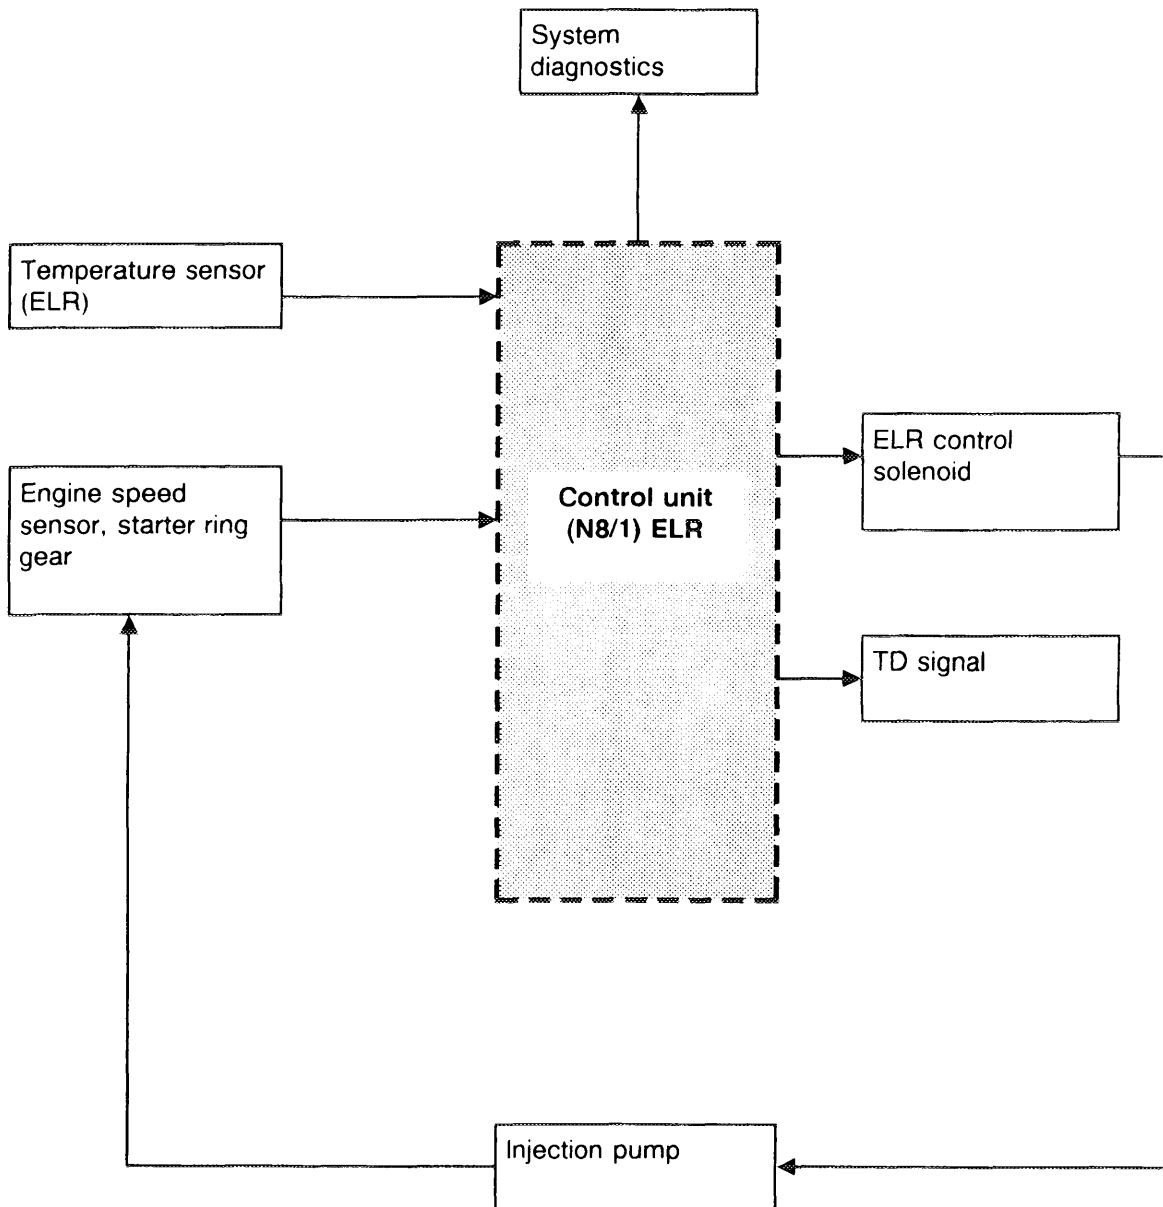 System
diagnostics
Temperature sensor
(ELR)
ELR control
solenoid
Engine speed
sensor, starter ring
gear
Control unit
(N8/1) ELR
TD signal
Injection pump